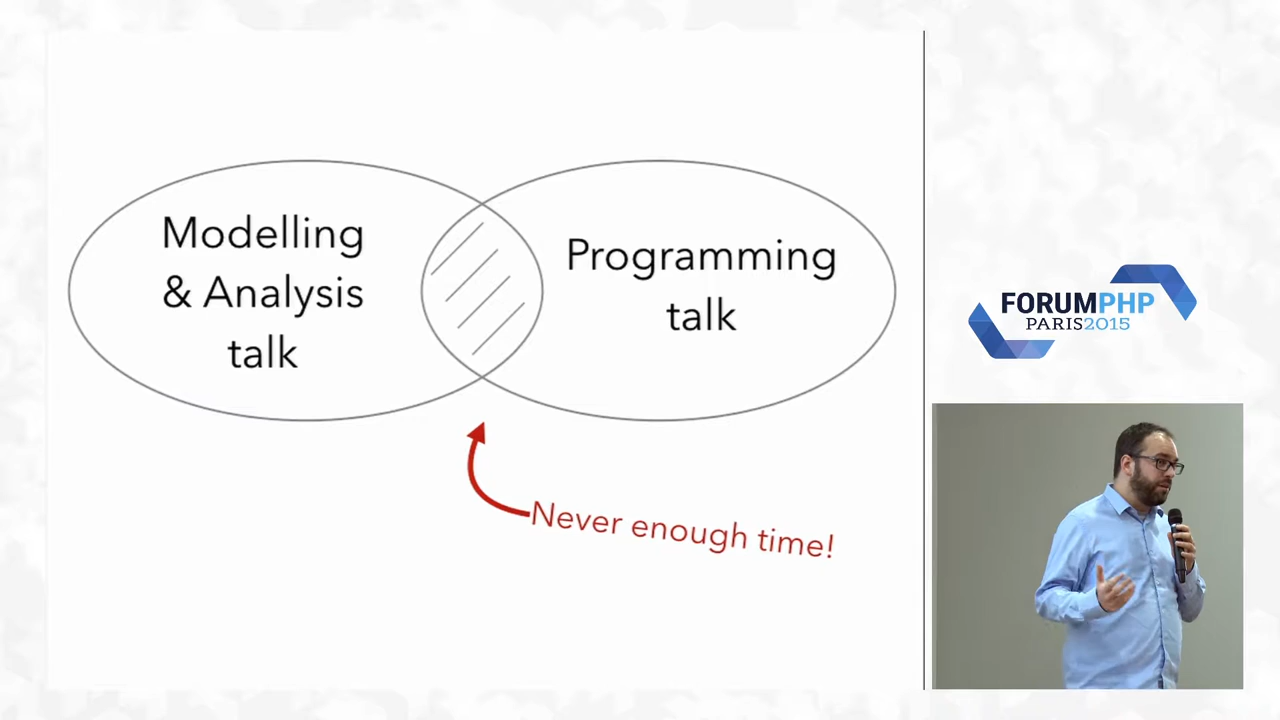 Modelling
& Analysis
talk
Programming
talk
Never enough time!
FORUMPHP
PARIS2015